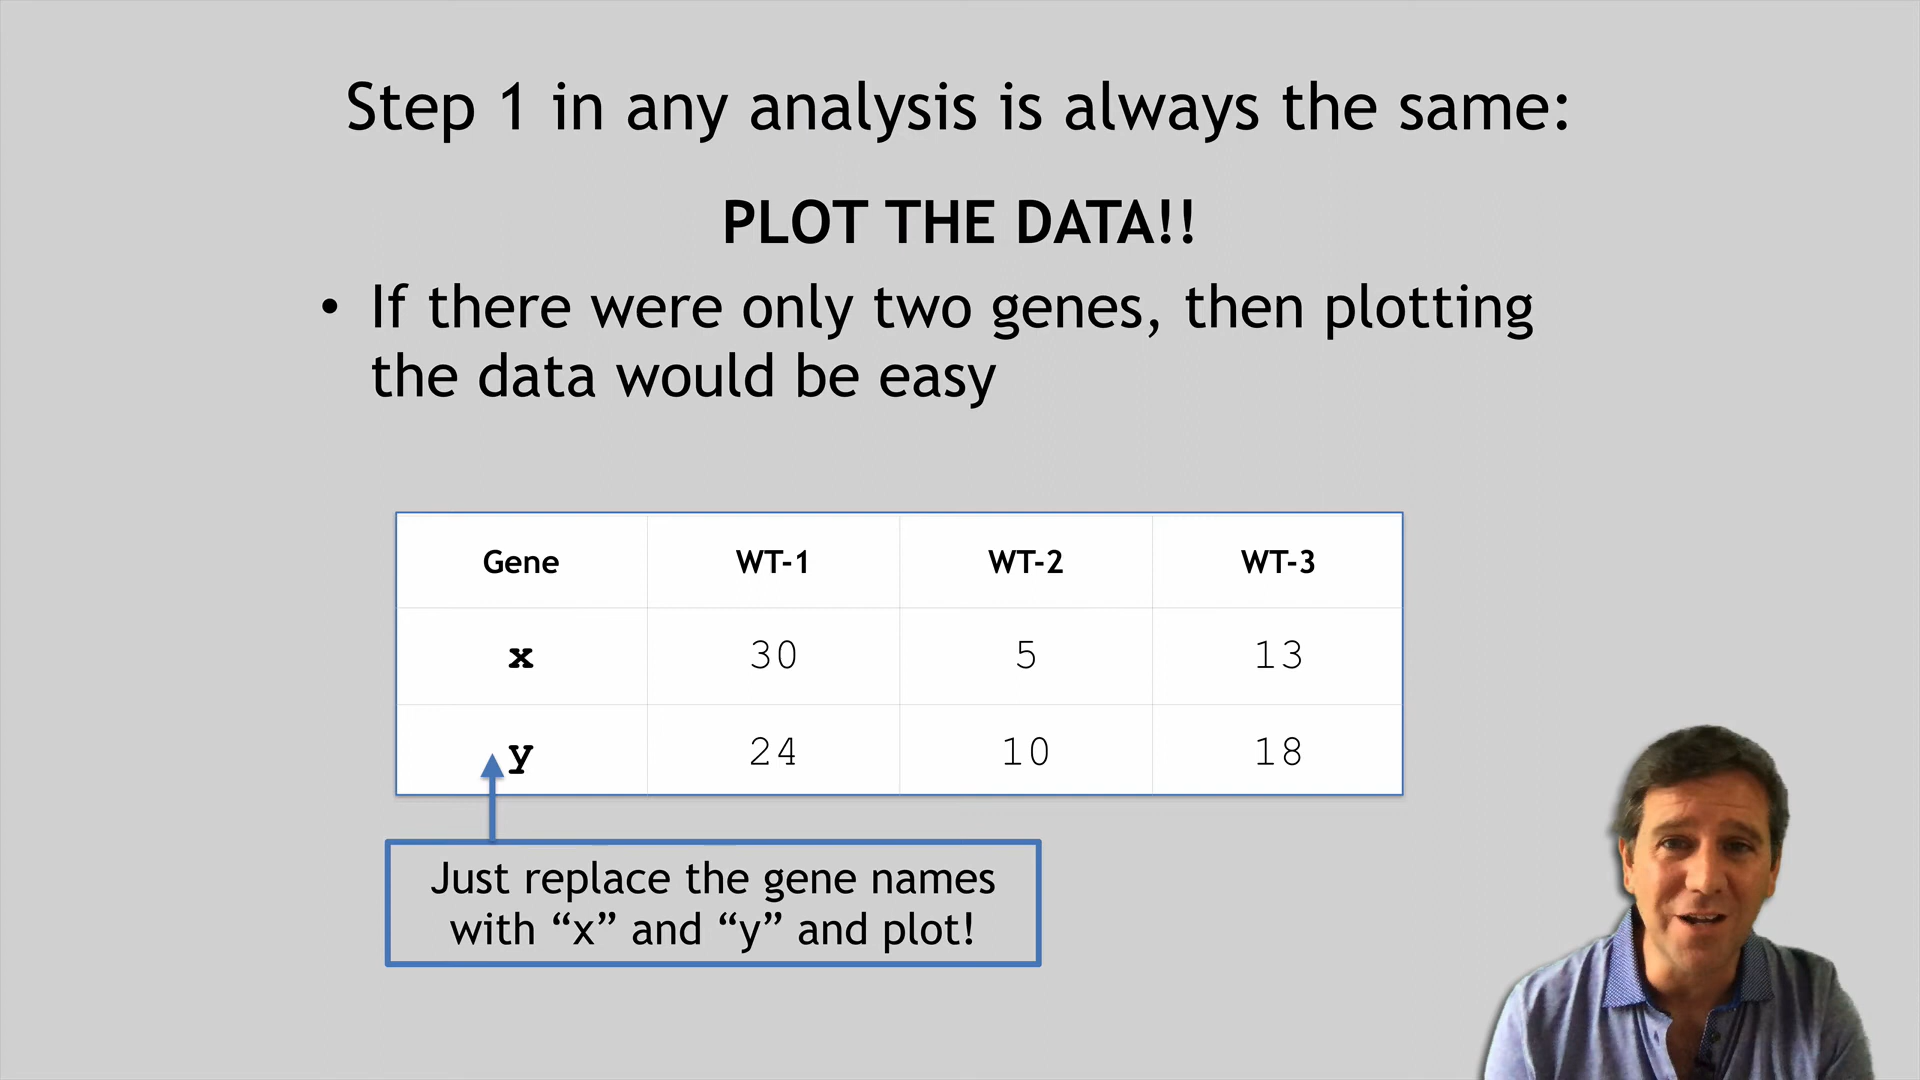 Step 1 in any analysis is always the same:
PLOT THE DATA!!
• If there were only two genes, then plotting
the data would be easy
Gene WT-1 WT-2 WT-3
x 30 5 13
y 24 10 18
Just replace the gene names
with “x” and “y” and plot!